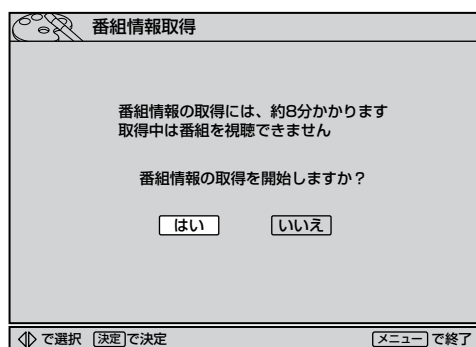 番組情報取得
番組情報の取得には、約8分かかります
取得中は番組を視聴できません
番組情報の取得を開始しますか？
はい いいえ
で選択 決定で決定 メニューで終了